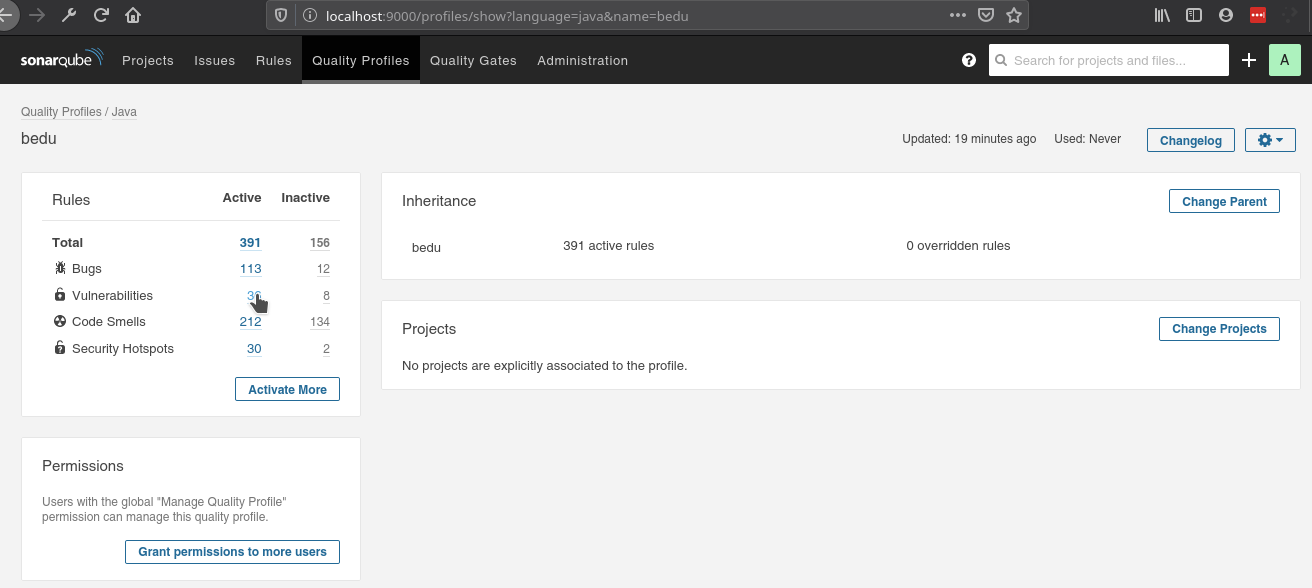 localhost:9000/profiles/show?language=java&name=bedu
sonarqube Projects Issues Rules Quality Profiles Quality Gates Administration Search for projects and files... A
Quality Profiles / Java
bedu Updated: 19 minutes ago Used: Never Changelog
Rules Active Inactive
Total 391 156
Bugs 113 12
Vulnerabilities 8
Code Smells 212 134
Security Hotspots 30 2
Activate More
Permissions
Users with the global "Manage Quality Profile"
permission can manage this quality profile.
Grant permissions to more users
Inheritance Change Parent
bedu 391 active rules 0 overridden rules
Projects Change Projects
No projects are explicitly associated to the profile.